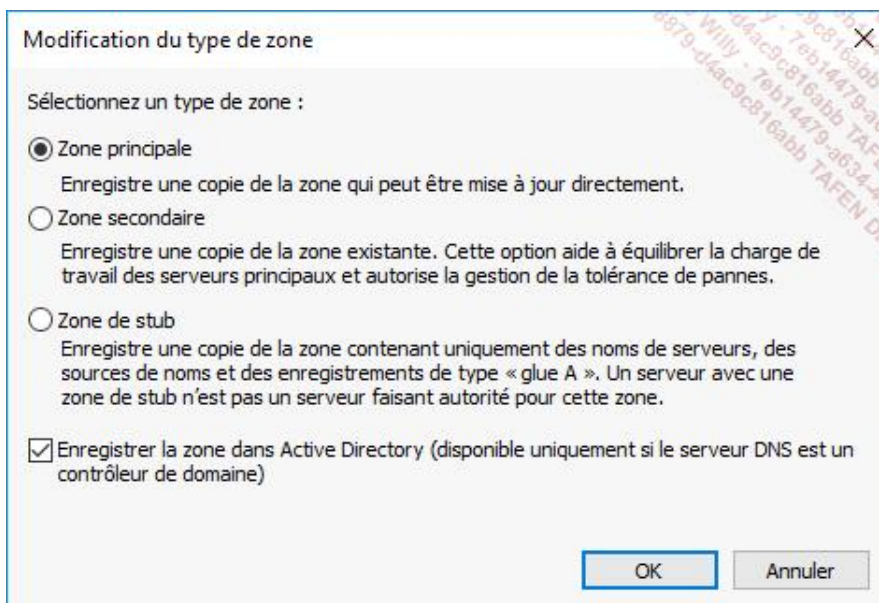 Modification du type de zone
Sélectionnez un type de zone :
Zone principale
Enregistre une copie de la zone qui peut être mise à jour directement.
Zone secondaire
Enregistre une copie de la zone existante. Cette option aide à équilibrer la charge de
travail des serveurs principaux et autorise la gestion de la tolérance de pannes.
Zone de stub
Enregistre une copie de la zone contenant uniquement des noms de serveurs, des
sources de noms et des enregistrements de type « glue A ». Un serveur avec une
zone de stub n’est pas un serveur faisant autorité pour cette zone.
Enregistrer la zone dans Active Directory (disponible uniquement si le serveur DNS est un
contrôleur de domaine)
OK
Annuler